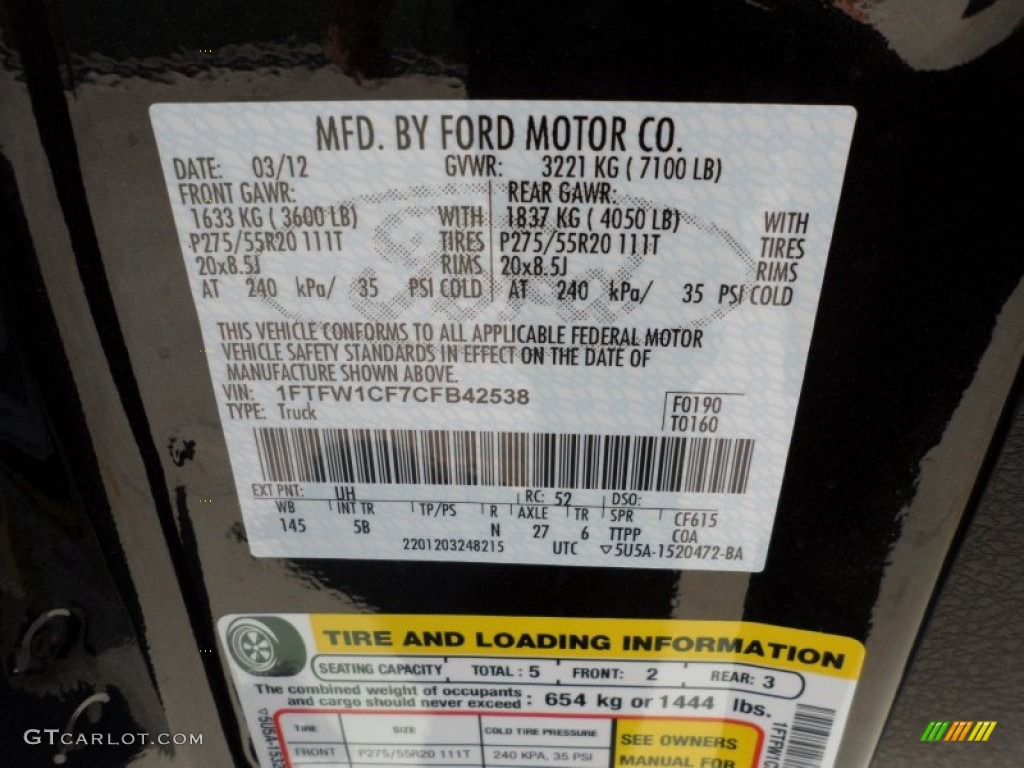 MFD. BY FORD MOTOR CO.
DATE: 03/12 GVWR: 3221 KG ( 7100 LB)
FRONT GAWR: REAR GAWR:
1633 KG ( 3600 LB) WITH 1837 KG ( 4050 LB) WITH
P275/55R20 111T TIRES P275/55R20 111T TIRES
20x8.5J RIMS 20x8.5J RIMS
AT 240 kPa/ 35 PSI COLD AT 240 kPa/ 35 PSI COLD
THIS VEHICLE CONFORMS TO ALL APPLICABLE FEDERAL MOTOR
VEHICLE SAFETY STANDARDS IN EFFECT ON THE DATE OF
MANUFACTURE SHOWN ABOVE.
VIN: 1FTFW1CF7CFB42538
TYPE: Truck
F0190
T0160
EXT PNT: UH RC: 52 DSO:
WB INT TR TP/PS R AXLE TR SPR CF615
145 5B N 27 6 TTPP COA
2201203248215 UTC ▽5U5A-1520472-BA
TIRE AND LOADING INFORMATION
SEATING CAPACITY TOTAL : 5 FRONT: 2 REAR: 3
The combined weight of occupants
and cargo should never exceed : 654 kg or 1444 lbs.
TIRE SIZE COLD TIRE PRESSURE
FRONT P275/55R20 111T 240 KPA, 35 PSI
SEE OWNERS
MANUAL FOR
▽5U5A-153
1FTFW1C
GTCARLOT.COM